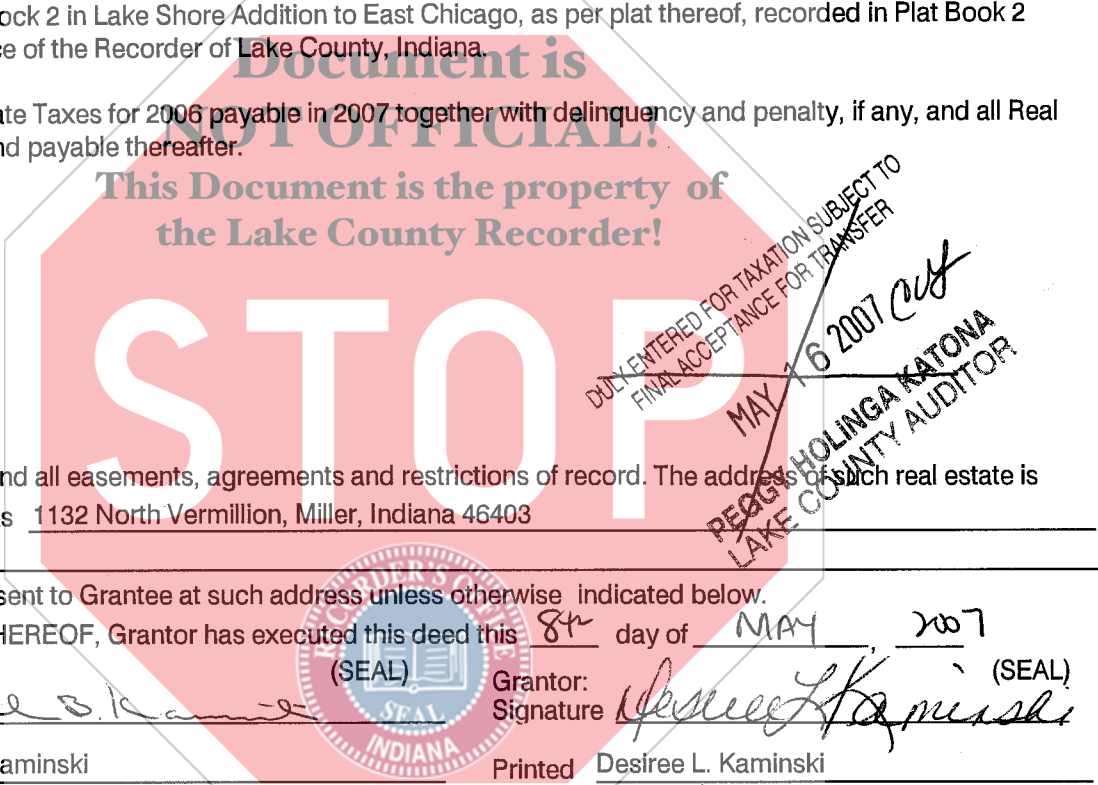 ock 2 in Lake Shore Addition to East Chicago, as per plat thereof, recorded in Plat Book 2
e of the Recorder of Lake County, Indiana.
Document is
ate Taxes for 2006 payable in 2007 together with delinquency and penalty, if any, and all Real
NOT OFFICIAL!
nd payable thereafter.
This Document is the property of
the Lake County Recorder!
DULY ENTERED FOR TAXATION SUBJECT TO
FINAL ACCEPTANCE FOR TRANSFER
MAY 16 2007
PEGGY HOLINGA KATONA
LAKE COUNTY AUDITOR
STOP
nd all easements, agreements and restrictions of record. The address of such real estate is
s 1132 North Vermillion, Miller, Indiana 46403
sent to Grantee at such address unless otherwise indicated below.
HEREOF, Grantor has executed this deed this 8th day of MAY, 2007
RECORDER'S OFFICE
SEAL
INDIANA
(SEAL) Grantor: (SEAL)
Signature Desiree L Kaminski
aminski Printed Desiree L. Kaminski